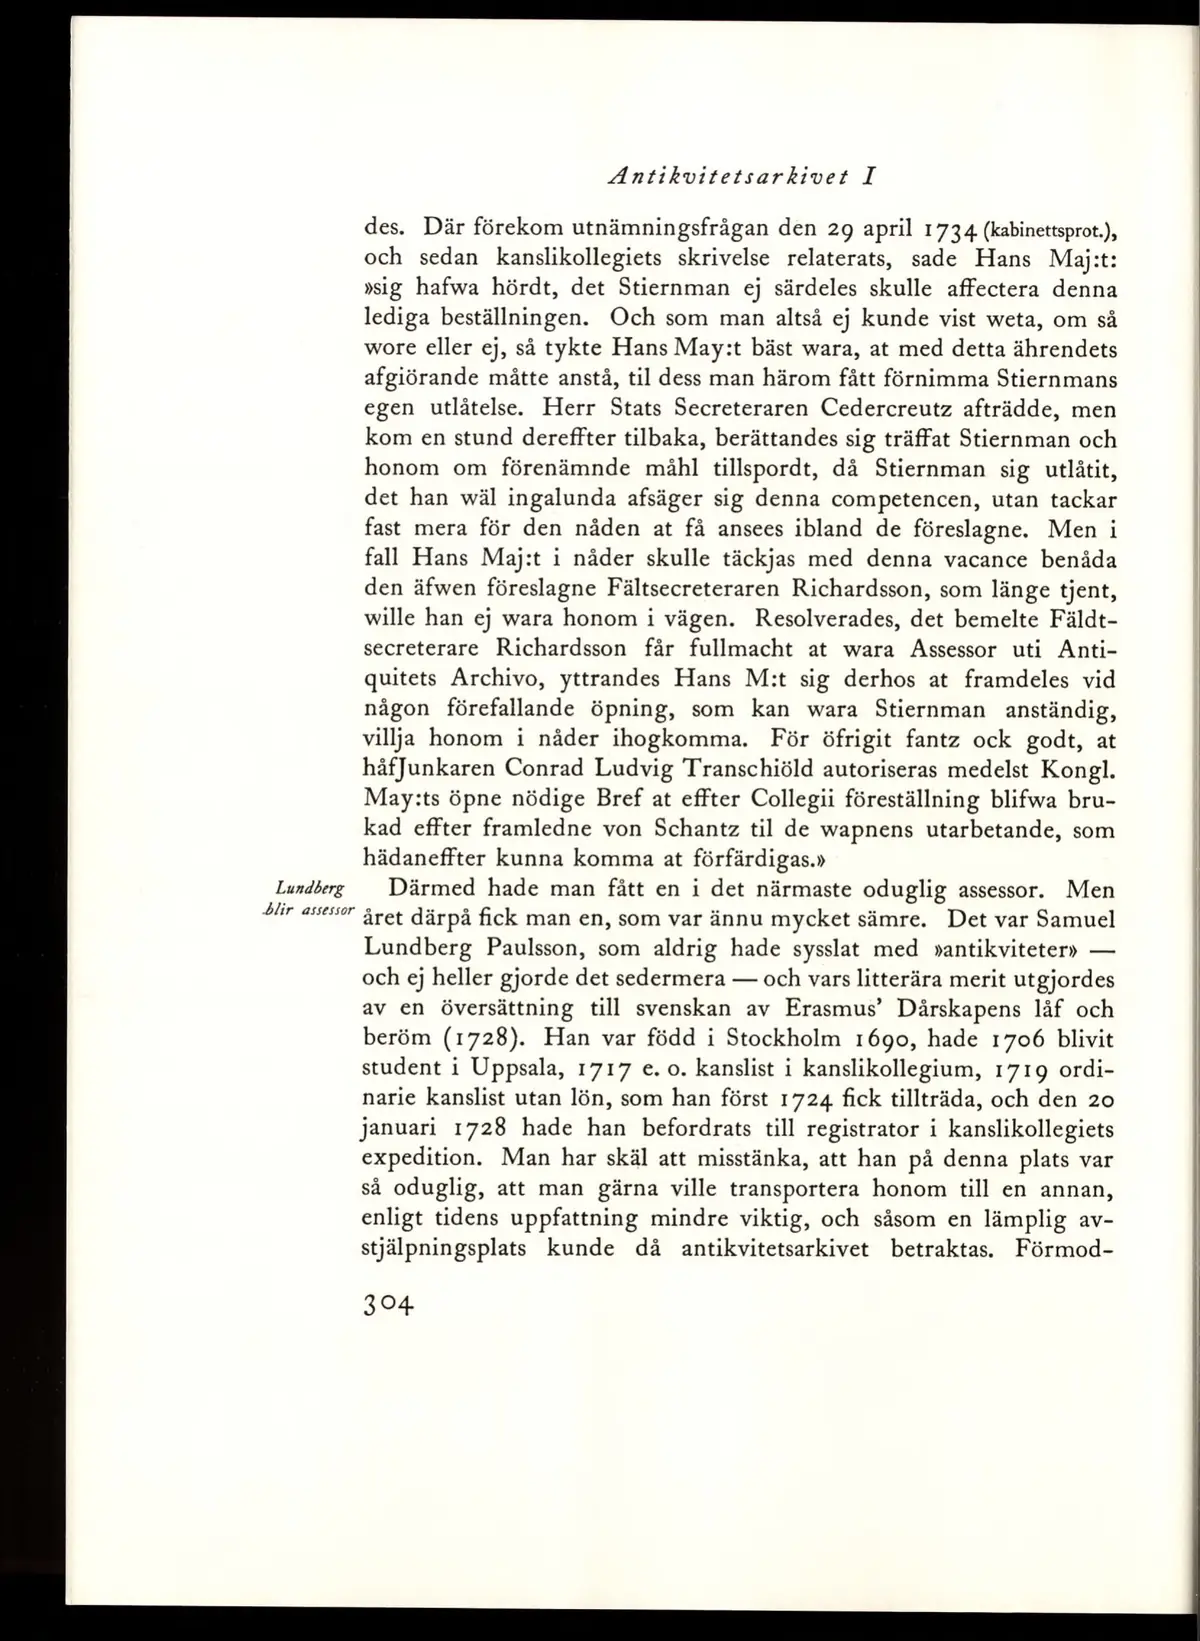 Antikvitetsarkivet I
des. Där förekom utnämningsfrågan den 29 april 1734 (kabinettsprot.),
och sedan kanslikollegiets skrivelse relaterats, sade Hans Maj:t:
»sig hafwa hördt, det Stiernman ej särdeles skulle affectera denna
lediga beställningen. Och som man altså ej kunde vist weta, om så
wore eller ej, så tykte Hans May:t bäst wara, at med detta ährendets
afgiörande måtte anstå, til dess man härom fått förnimma Stiernmans
egen utlåtelse. Herr Stats Secreteraren Cedercreutz afträdde, men
kom en stund dereffter tilbaka, berättandes sig träffat Stiernman och
honom om förenämnde måhl tillspordt, då Stiernman sig utlåtit,
det han wäl ingalunda afsäger sig denna competencen, utan tackar
fast mera för den nåden at få ansees ibland de föreslagne. Men i
fall Hans Maj:t i nåder skulle täckjas med denna vacance benåda
den äfwen föreslagne Fältsecreteraren Richardsson, som länge tjent,
wille han ej wara honom i vägen. Resolverades, det bemelte Fäldt-
secreterare Richardsson får fullmacht at wara Assessor uti Anti-
quitets Archivo, yttrandes Hans M:t sig derhos at framdeles vid
någon förefallande öpning, som kan wara Stiernman anständig,
villja honom i nåder ihogkomma. För öfrigit fantz ock godt, at
håfJunkaren Conrad Ludvig Transchiöld autoriseras medelst Kongl.
May:ts öpne nödige Bref at effter Collegii föreställning blifwa bru-
kad effter framledne von Schantz til de wapnens utarbetande, som
hädaneffter kunna komma at förfärdigas.»
Lundberg
blir assessor
Därmed hade man fått en i det närmaste oduglig assessor. Men
året därpå fick man en, som var ännu mycket sämre. Det var Samuel
Lundberg Paulsson, som aldrig hade sysslat med »antikviteter» —
och ej heller gjorde det sedermera — och vars litterära merit utgjordes
av en översättning till svenskan av Erasmus’ Dårskapens låf och
beröm (1728). Han var född i Stockholm 1690, hade 1706 blivit
student i Uppsala, 1717 e. o. kanslist i kanslikollegium, 1719 ordi-
narie kanslist utan lön, som han först 1724 fick tillträda, och den 20
januari 1728 hade han befordrats till registrator i kanslikollegiets
expedition. Man har skäl att misstänka, att han på denna plats var
så oduglig, att man gärna ville transportera honom till en annan,
enligt tidens uppfattning mindre viktig, och såsom en lämplig av-
stjälpningsplats kunde då antikvitetsarkivet betraktas. Förmod-
304